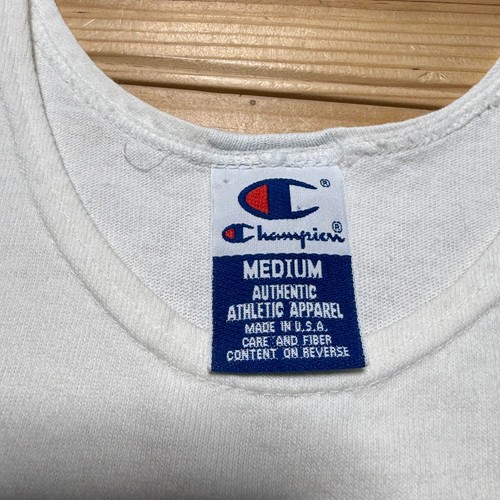 ®
Champion®
MEDIUM
AUTHENTIC
ATHLETIC APPAREL
MADE IN U.S.A.
CARE AND FIBER
CONTENT ON REVERSE